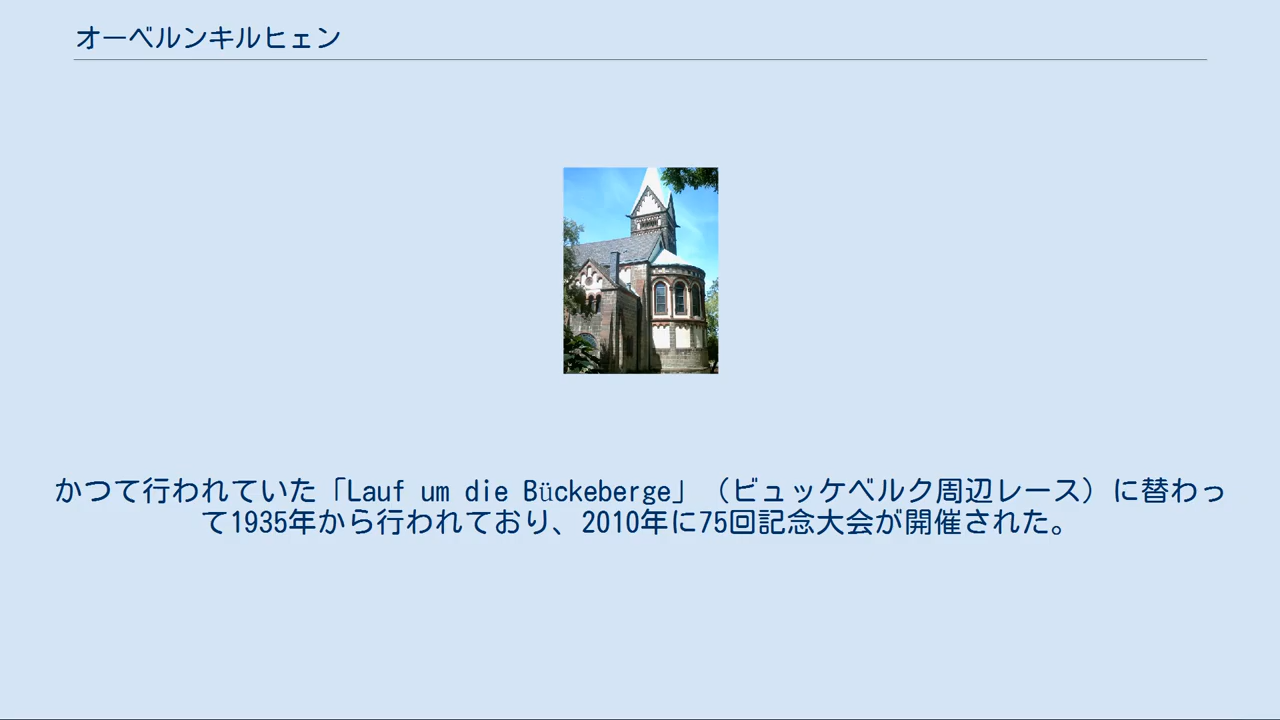 オーベルンキルヒェン
かつて行われていた「Lauf um die Bückeberge」（ビュッケベルク周辺レース）に替わっ
て1935年から行われており、2010年に75回記念大会が開催された。